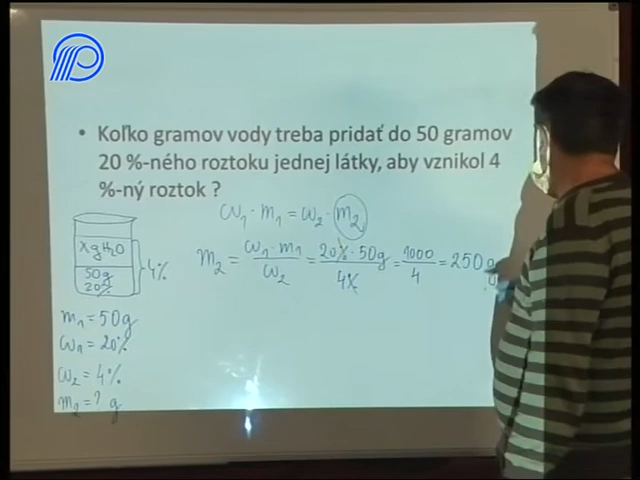 • Koľko gramov vody treba pridať do 50 gramov
20 %-ného roztoku jednej látky, aby vznikol 4
%-ný roztok ?
ω₁ · m₁ = ω₂ · m₂
X g H₂O
50g
20%
4%
m₂ = ω₁ · m₁ / ω₂ = 20% · 50g / 4% = 1000 / 4 = 250g
m₁ = 50g
ω₁ = 20%
ω₂ = 4%
m₂ = ? g